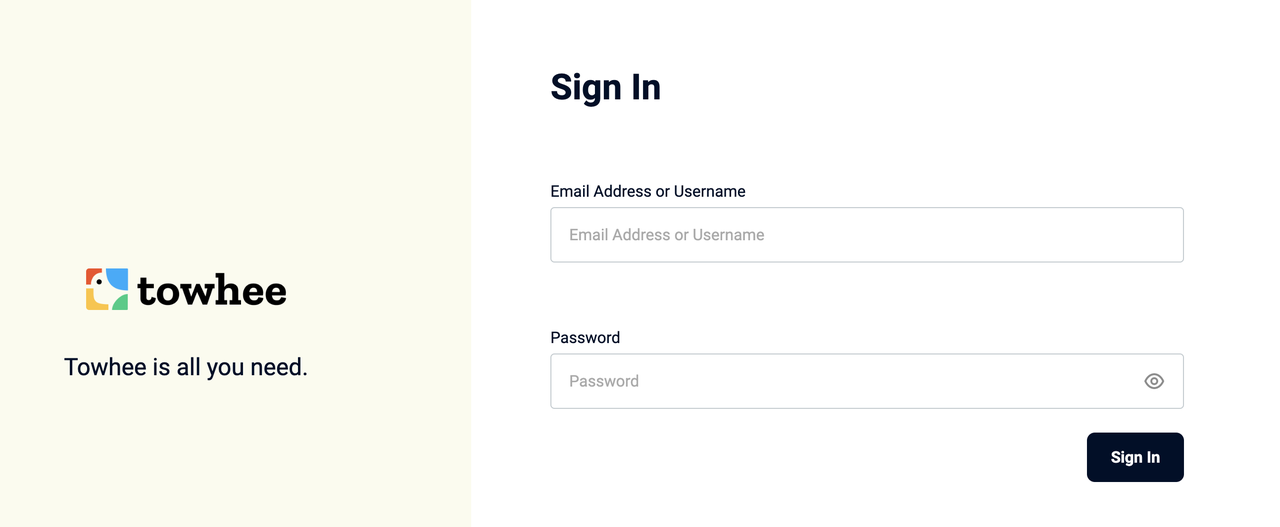 towhee
Towhee is all you need.
Sign In
Email Address or Username
Email Address or Username
Password
Password
Sign In